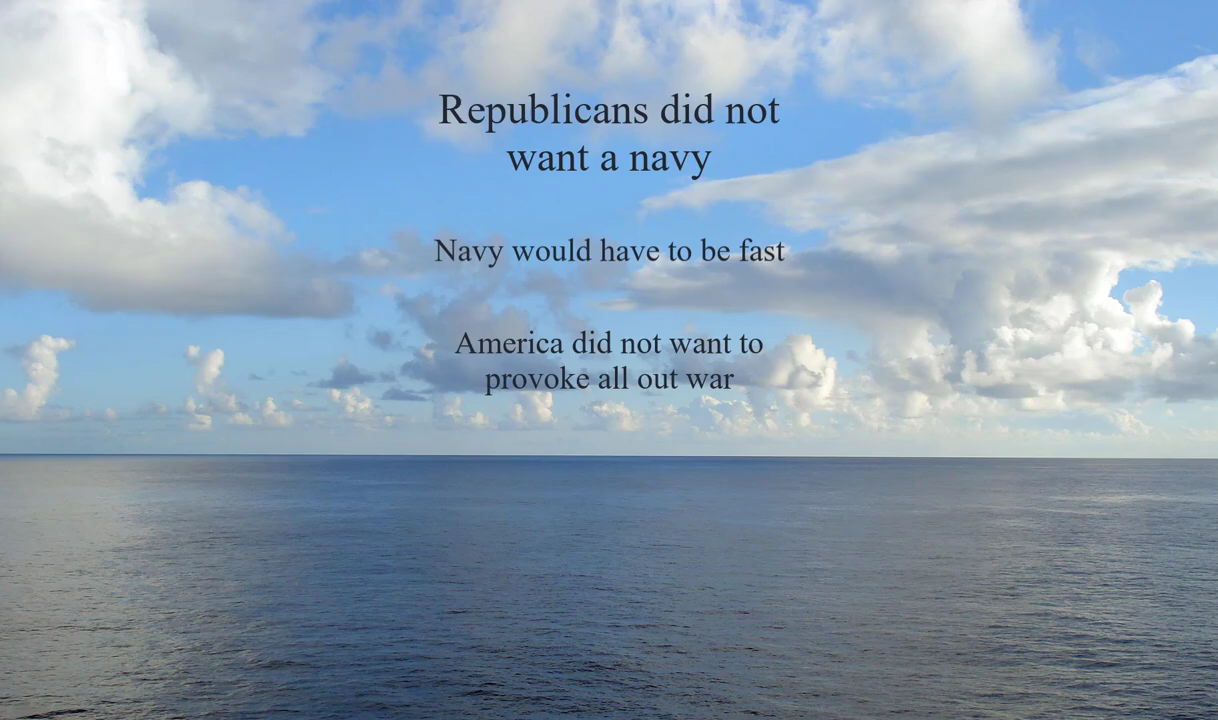 Republicans did not
want a navy
Navy would have to be fast
America did not want to
provoke all out war